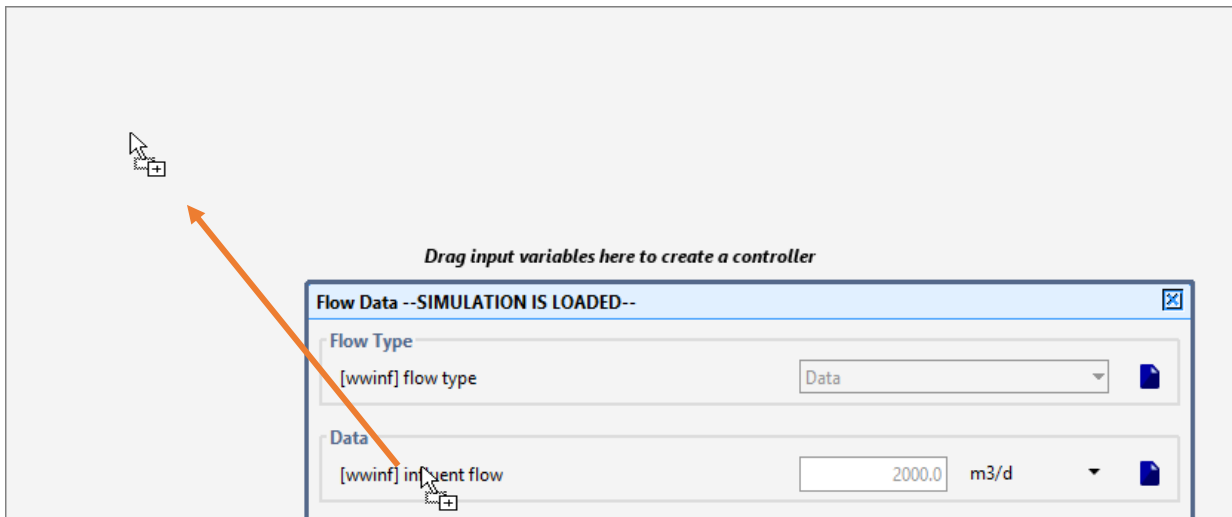 Drag input variables here to create a controller
Flow Data --SIMULATION IS LOADED--
Flow Type
[wwinf] flow type
Data
Data
[wwinf] influent flow
2000.0
m3/d